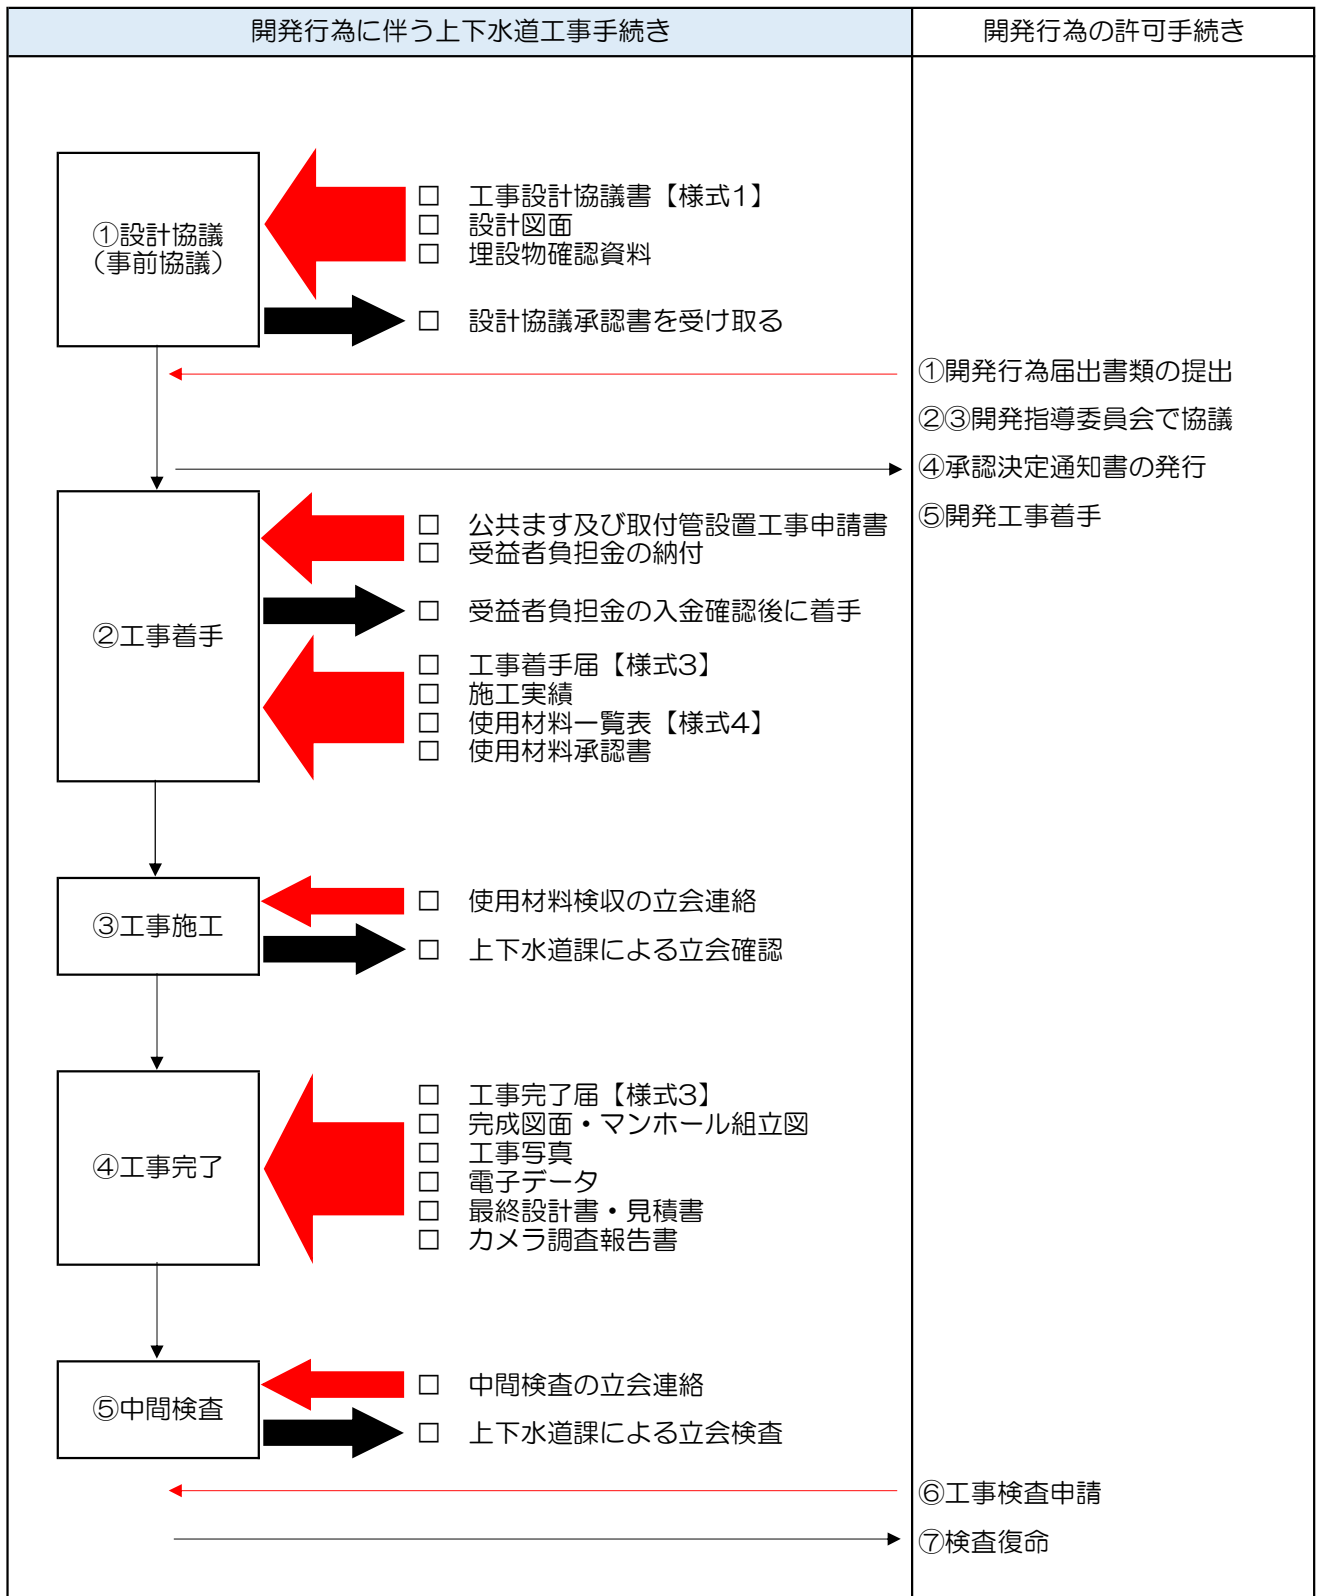 開発行為に伴う上下水道工事手続き
開発行為の許可手続き
①設計協議
（事前協議）
□ 工事設計協議書【様式1】
□ 設計図面
□ 埋設物確認資料
□ 設計協議承認書を受け取る
①開発行為届出書類の提出
②③開発指導委員会で協議
④承認決定通知書の発行
⑤開発工事着手
②工事着手
□ 公共ます及び取付管設置工事申請書
□ 受益者負担金の納付
□ 受益者負担金の入金確認後に着手
□ 工事着手届【様式3】
□ 施工実績
□ 使用材料一覧表【様式4】
□ 使用材料承認書
③工事施工
□ 使用材料検収の立会連絡
□ 上下水道課による立会確認
④工事完了
□ 工事完了届【様式3】
□ 完成図面・マンホール組立図
□ 工事写真
□ 電子データ
□ 最終設計書・見積書
□ カメラ調査報告書
⑤中間検査
□ 中間検査の立会連絡
□ 上下水道課による立会検査
⑥工事検査申請
⑦検査復命